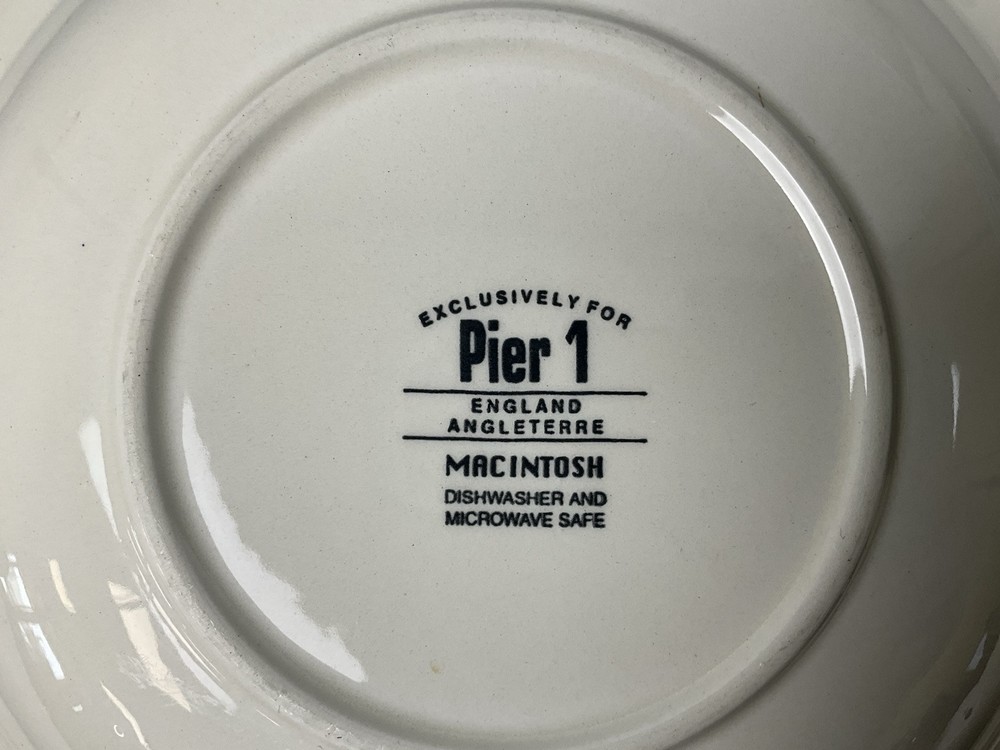 EXCLUSIVELY FOR
Pier 1
ENGLAND
ANGLETERRE
MACINTOSH
DISHWASHER AND
MICROWAVE SAFE